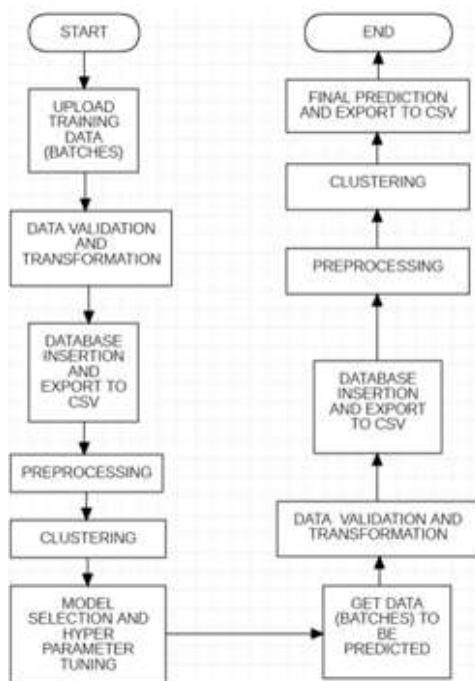 START
UPLOAD
TRAINING
DATA
(BATCHES)
DATA VALIDATION
AND
TRANSFORMATION
DATABASE
INSERTION
AND
EXPORT TO
CSV
PREPROCESSING
CLUSTERING
MODEL
SELECTION AND
HYPER
PARAMETER
TUNING
GET DATA
(BATCHES) TO
BE
PREDICTED
DATA VALIDATION AND
TRANSFORMATION
DATABASE
INSERTION
AND EXPORT
TO CSV
PREPROCESSING
CLUSTERING
FINAL PREDICTION
AND EXPORT TO CSV
END